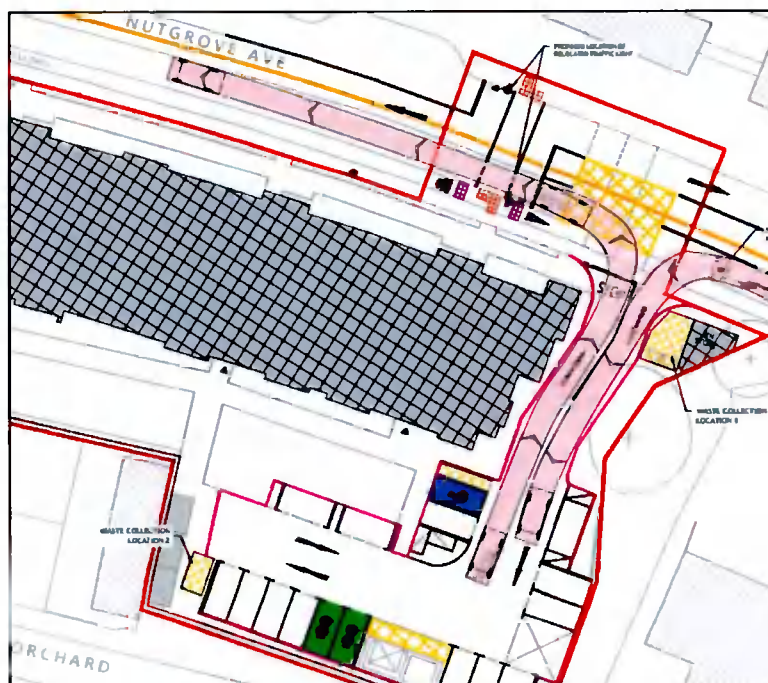 NUTGROVE AVE
PROPOSED LOCATION OF
RELOCATED TRAFFIC LIGHT
WASTE COLLECTION
LOCATION 1
WASTE COLLECTION
LOCATION 2
ORCHARD